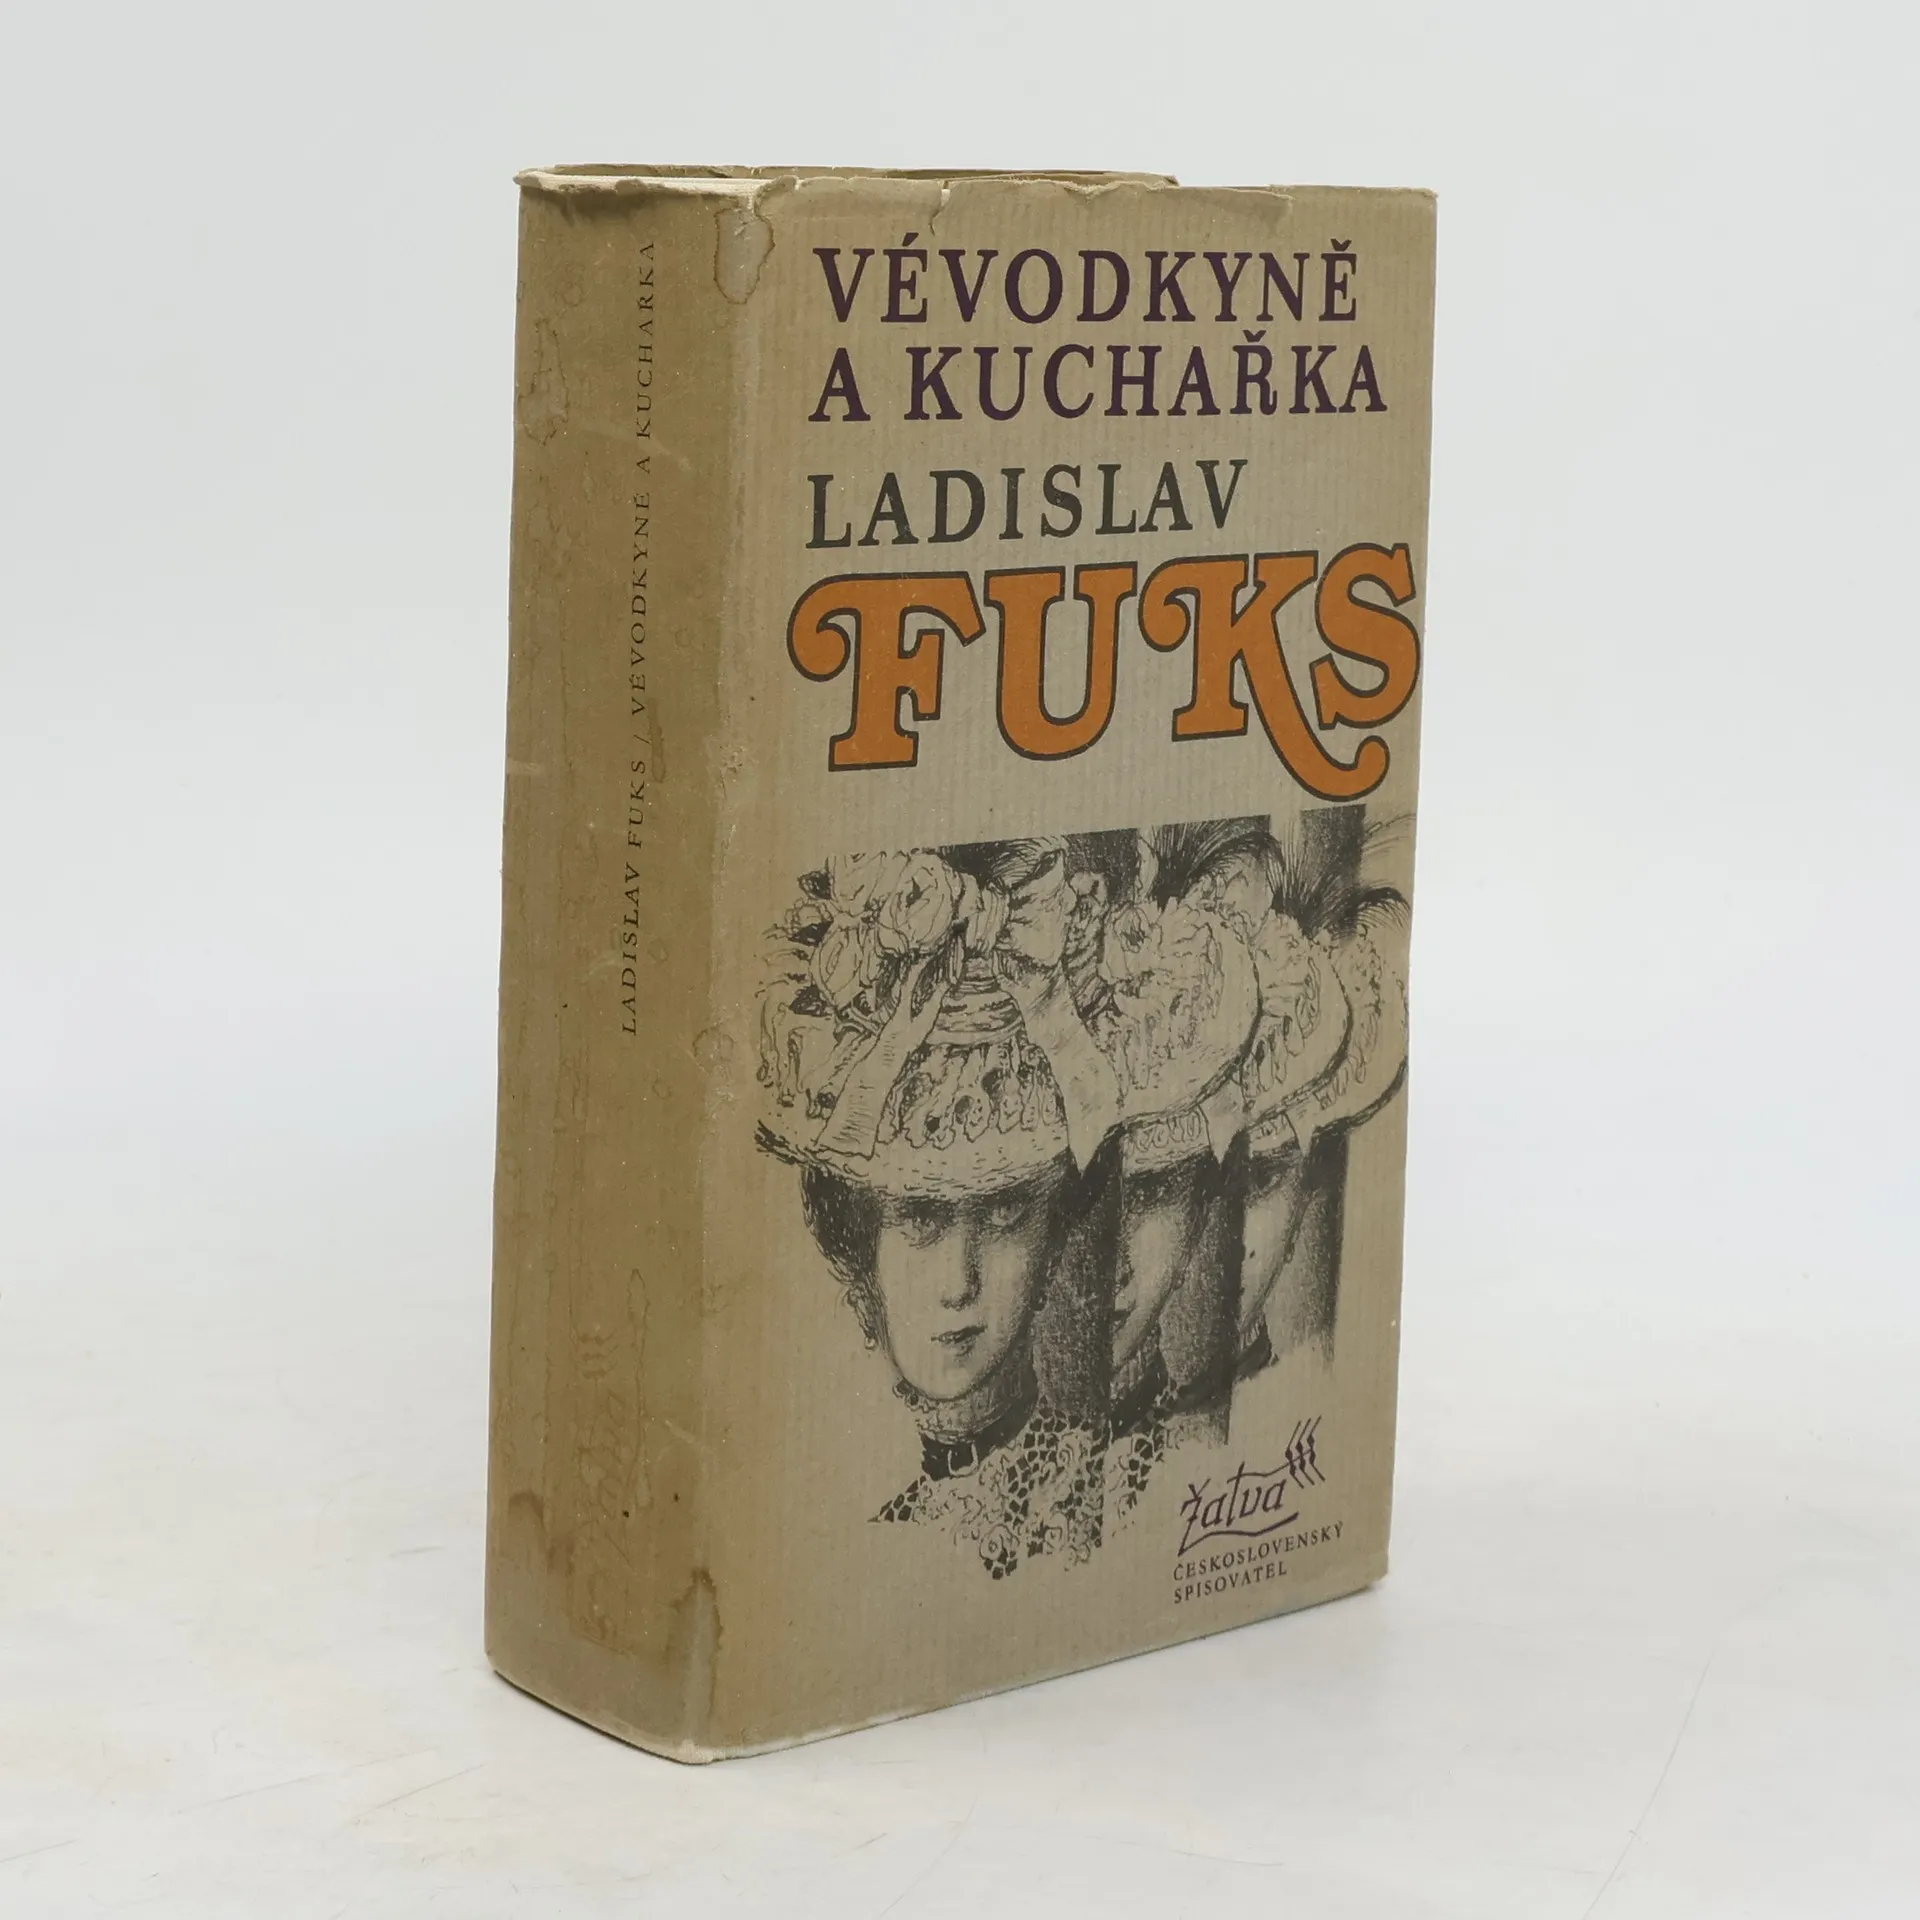 VÉVODKYNĚ
A KUCHAŘKA
LADISLAV
FUKS
žatva
ČESKOSLOVENSKÝ
SPISOVATEL
LADISLAV FUKS / VÉVODKYNĚ A KUCHAŘKA